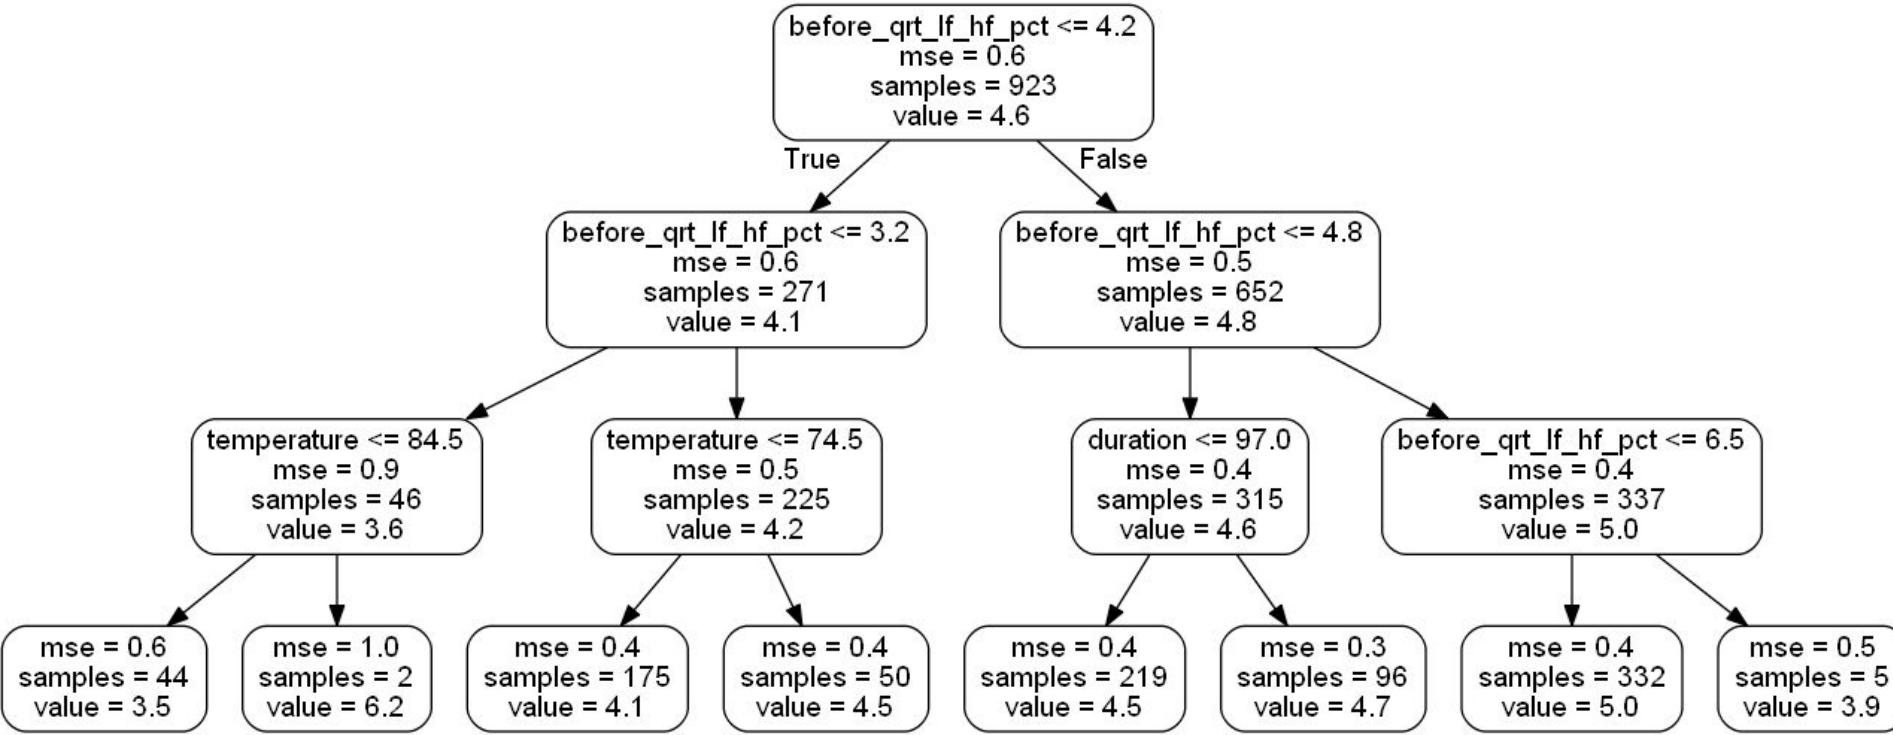 before_qrt_lf_hf_pct <= 4.2
mse = 0.6
samples = 923
value = 4.6
True
False
before_qrt_lf_hf_pct <= 3.2
mse = 0.6
samples = 271
value = 4.1
before_qrt_lf_hf_pct <= 4.8
mse = 0.5
samples = 652
value = 4.8
temperature <= 84.5
mse = 0.9
samples = 46
value = 3.6
temperature <= 74.5
mse = 0.5
samples = 225
value = 4.2
duration <= 97.0
mse = 0.4
samples = 315
value = 4.6
before_qrt_lf_hf_pct <= 6.5
mse = 0.4
samples = 337
value = 5.0
mse = 0.6
samples = 44
value = 3.5
mse = 1.0
samples = 2
value = 6.2
mse = 0.4
samples = 175
value = 4.1
mse = 0.4
samples = 50
value = 4.5
mse = 0.4
samples = 219
value = 4.5
mse = 0.3
samples = 96
value = 4.7
mse = 0.4
samples = 332
value = 5.0
mse = 0.5
samples = 5
value = 3.9